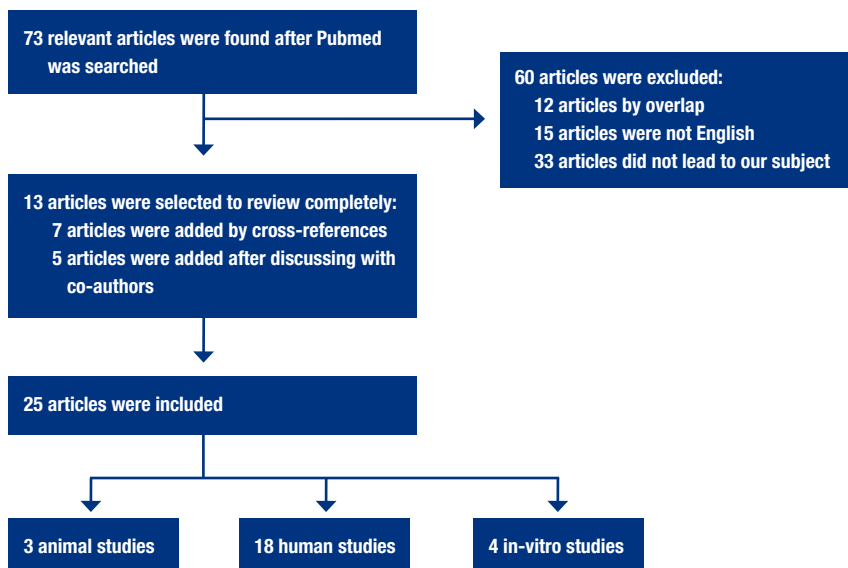 73 relevant articles were found after Pubmed
was searched
60 articles were excluded:
12 articles by overlap
15 articles were not English
33 articles did not lead to our subject
13 articles were selected to review completely:
7 articles were added by cross-references
5 articles were added after discussing with
co-authors
25 articles were included
3 animal studies
18 human studies
4 in-vitro studies